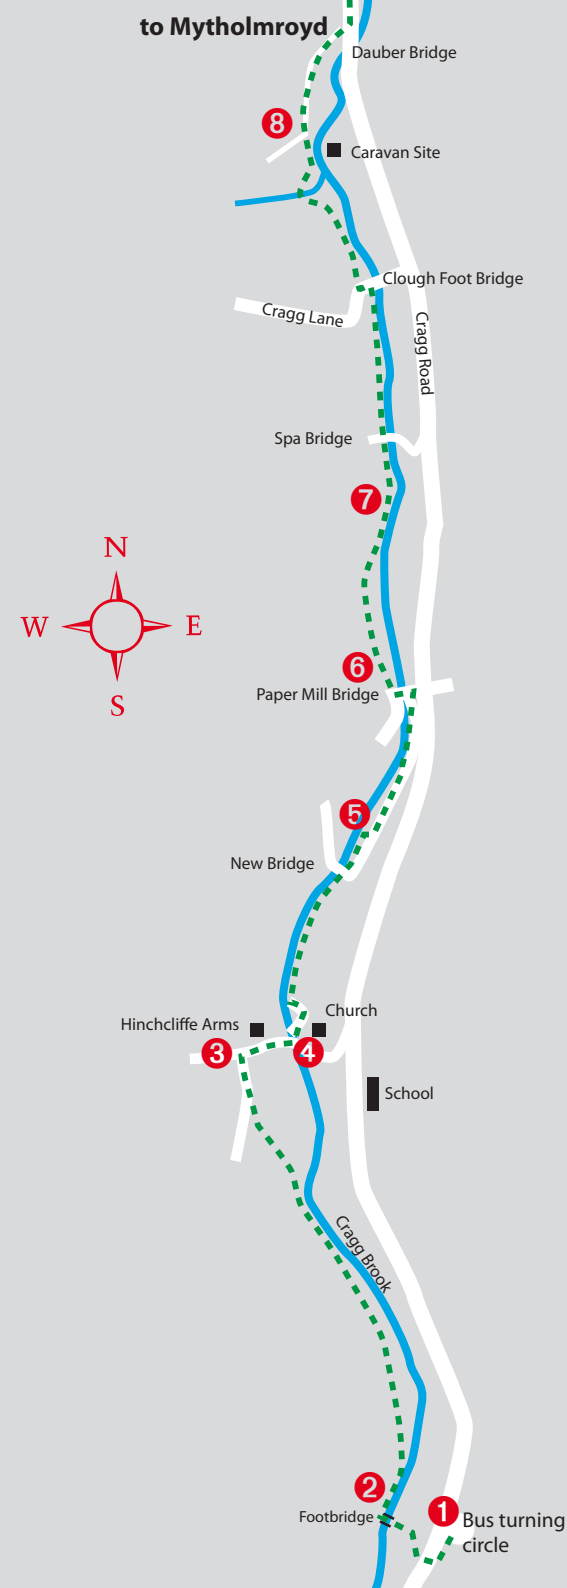 to Mytholmroyd
Dauber Bridge
8
Caravan Site
Clough Foot Bridge
Cragg Lane
Cragg Road
Spa Bridge
7
N
W E
S
6
Paper Mill Bridge
5
New Bridge
Church
Hinchcliffe Arms
3
4
School
Cragg Brook
2
1
Footbridge
Bus turning
circle